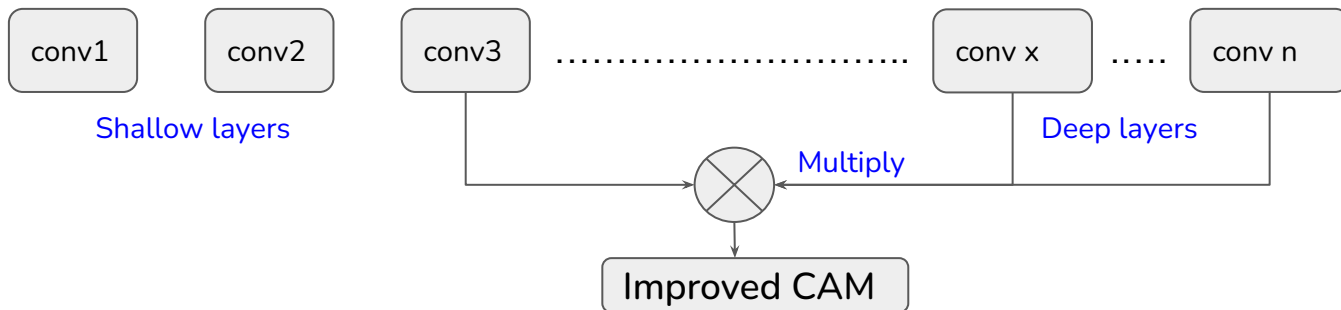 conv1 conv2 conv3 ................................ conv x ..... conv n
Shallow layers Deep layers
Multiply
Improved CAM